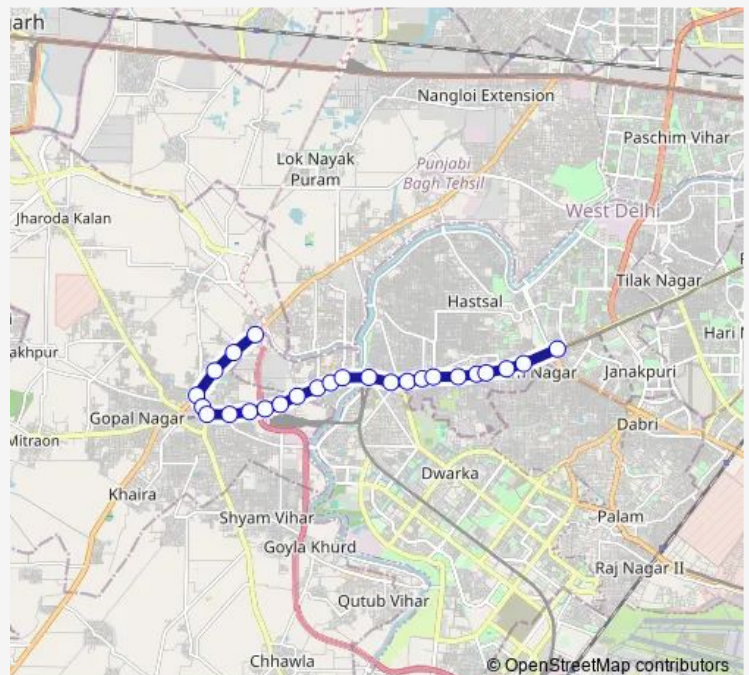 arh
Nangloi Extension
Paschim Vihar
Lok Nayak
Puram
Punjabi
Bagh Tehsil
West Delhi
Jharoda Kalan
Tilak Nagar
Hastsal
Hari N
akhpur
Nagar
Janakpuri
Gopal Nagar
Dabri
Mitraon
Dwarka
Khaira
Shyam Vihar
Palam
Goyla Khurd
Raj Nagar II
Qutub Vihar
Chhawla
© OpenStreetMap contributors